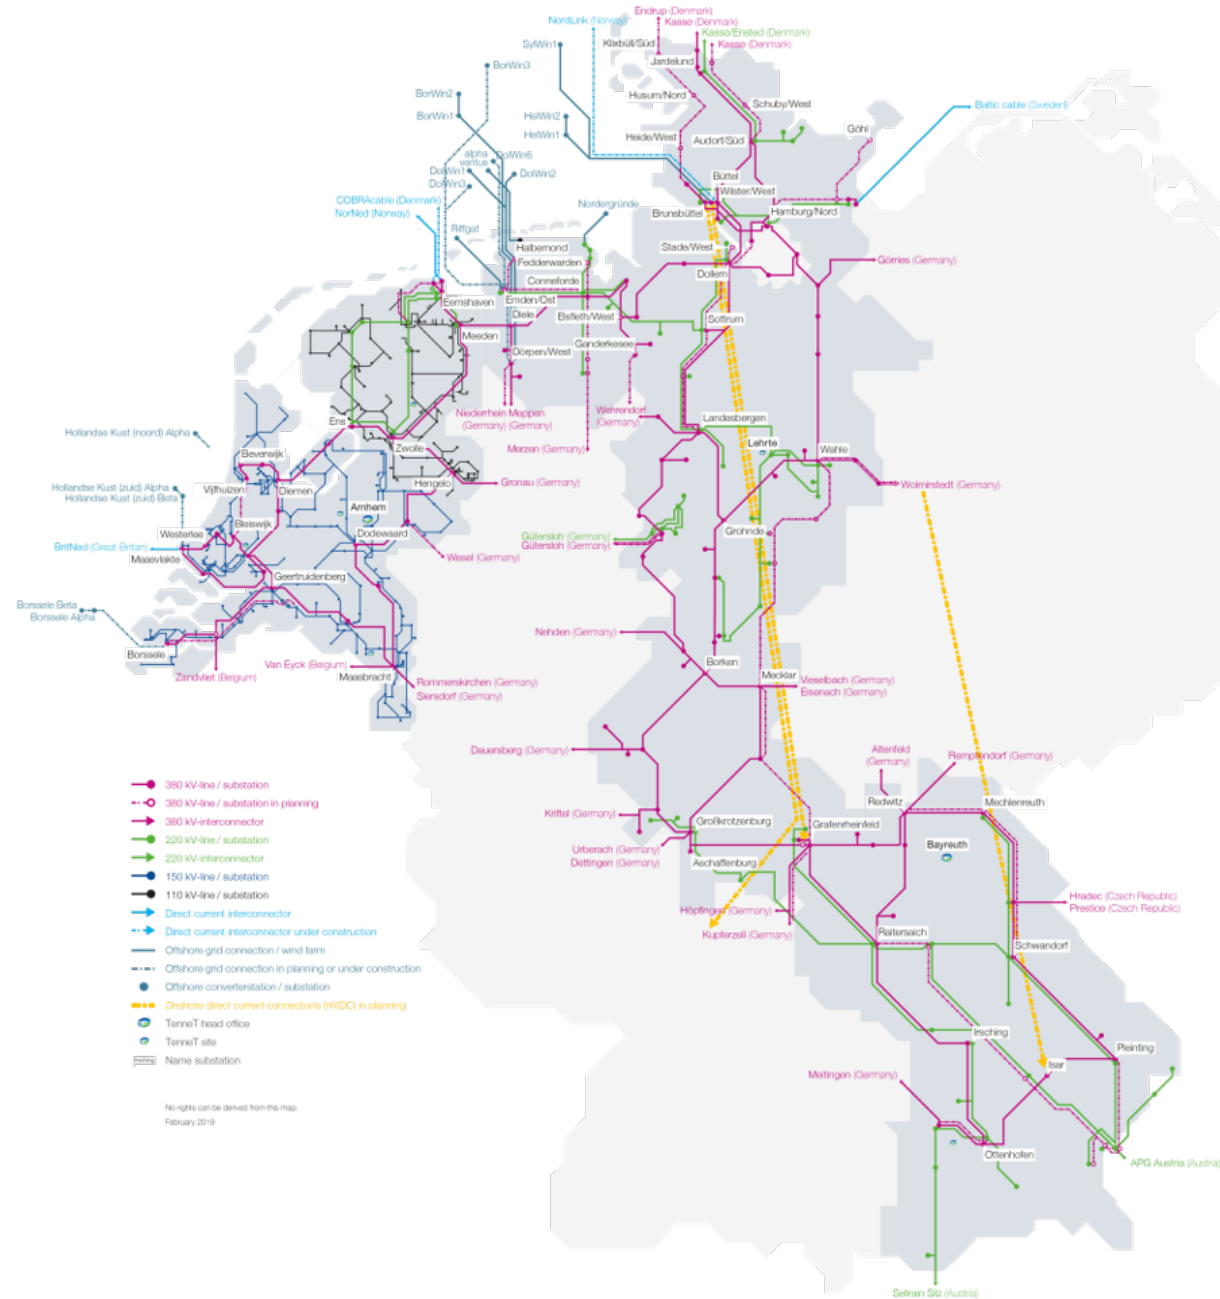 Endrup (Denmark)
Kassø (Denmark)
NordLink (Norway)
Kassø/Ensted (Denmark)
Klixbüll/Süd
Kassø (Denmark)
SylWin1
Jardelund
BorWin3
Husum/Nord
BorWin2
Schuby/West
Baltic cable (Sweden)
BorWin1
HelWin2
Göhl
HelWin1
Heide/West
Audorf/Süd
alpha
ventus
DolWin6
DolWin1
DolWin2
DolWin3
Büttel
Wilster/West
COBRAcable (Denmark)
Nordergründe
Brunsbüttel
Hamburg/Nord
NorNed (Norway)
Riffgat
Halbemond
Stade/West
Fedderwarden
Görries (Germany)
Dollern
Conneforde
Eemshaven
Emden/Ost
Diele
Elsfleth/West
Sottrum
Meeden
Ganderkesee
Dörpen/West
Niederrhein Meppen
(Germany) (Germany)
Wehrendorf
(Germany)
Landesbergen
Ens
Hollandse Kust (noord) Alpha
Lehrte
Zwolle
Merzen (Germany)
Wahle
Beverwijk
Hengelo
Gronau (Germany)
Wolmirstedt (Germany)
Hollandse Kust (zuid) Alpha
Vijfhuizen
Diemen
Hollandse Kust (zuid) Beta
Arnhem
Bleiswijk
Westerlee
Dodewaard
Grohnde
Gütersloh (Germany)
Gütersloh (Germany)
BritNed (Great-Britain)
Maasvlakte
Wesel (Germany)
Geertruidenberg
Borssele Beta
Borssele Alpha
Nehden (Germany)
Borssele
Van Eyck (Belgium)
Borken
Zandvliet (Belgium)
Maasbracht
Mecklar
Vieselbach (Germany)
Rommerskirchen (Germany)
Eisenach (Germany)
Siersdorf (Germany)
Dauersberg (Germany)
Altenfeld
(Germany)
Remptendorf (Germany)
380 kV-line / substation
380 kV-line / substation in planning
Redwitz
Mechlenreuth
380 kV-interconnector
Kriftel (Germany)
Großkrotzenburg
Grafenrheinfeld
220 kV-line / substation
Urberach (Germany)
Bayreuth
220 kV-interconnector
Dettingen (Germany)
Aschaffenburg
150 kV-line / substation
110 kV-line / substation
Hradec (Czech Republic)
Direct current interconnector
Höpfingen (Germany)
Prestice (Czech Republic)
Direct current interconnector under construction
Kupferzell (Germany)
Raitersaich
Schwandorf
Offshore grid connection / wind farm
Offshore grid connection in planning or under construction
Offshore converterstation / substation
Onshore direct current connections (HVDC) in planning
TenneT head office
Irsching
TenneT site
Pleinting
Irsching
Name substation
Isar
Meitingen (Germany)
No rights can be derived from this map.
February 2019
Ottenhofen
APG Austria (Austria)
Sellrain Silz (Austria)